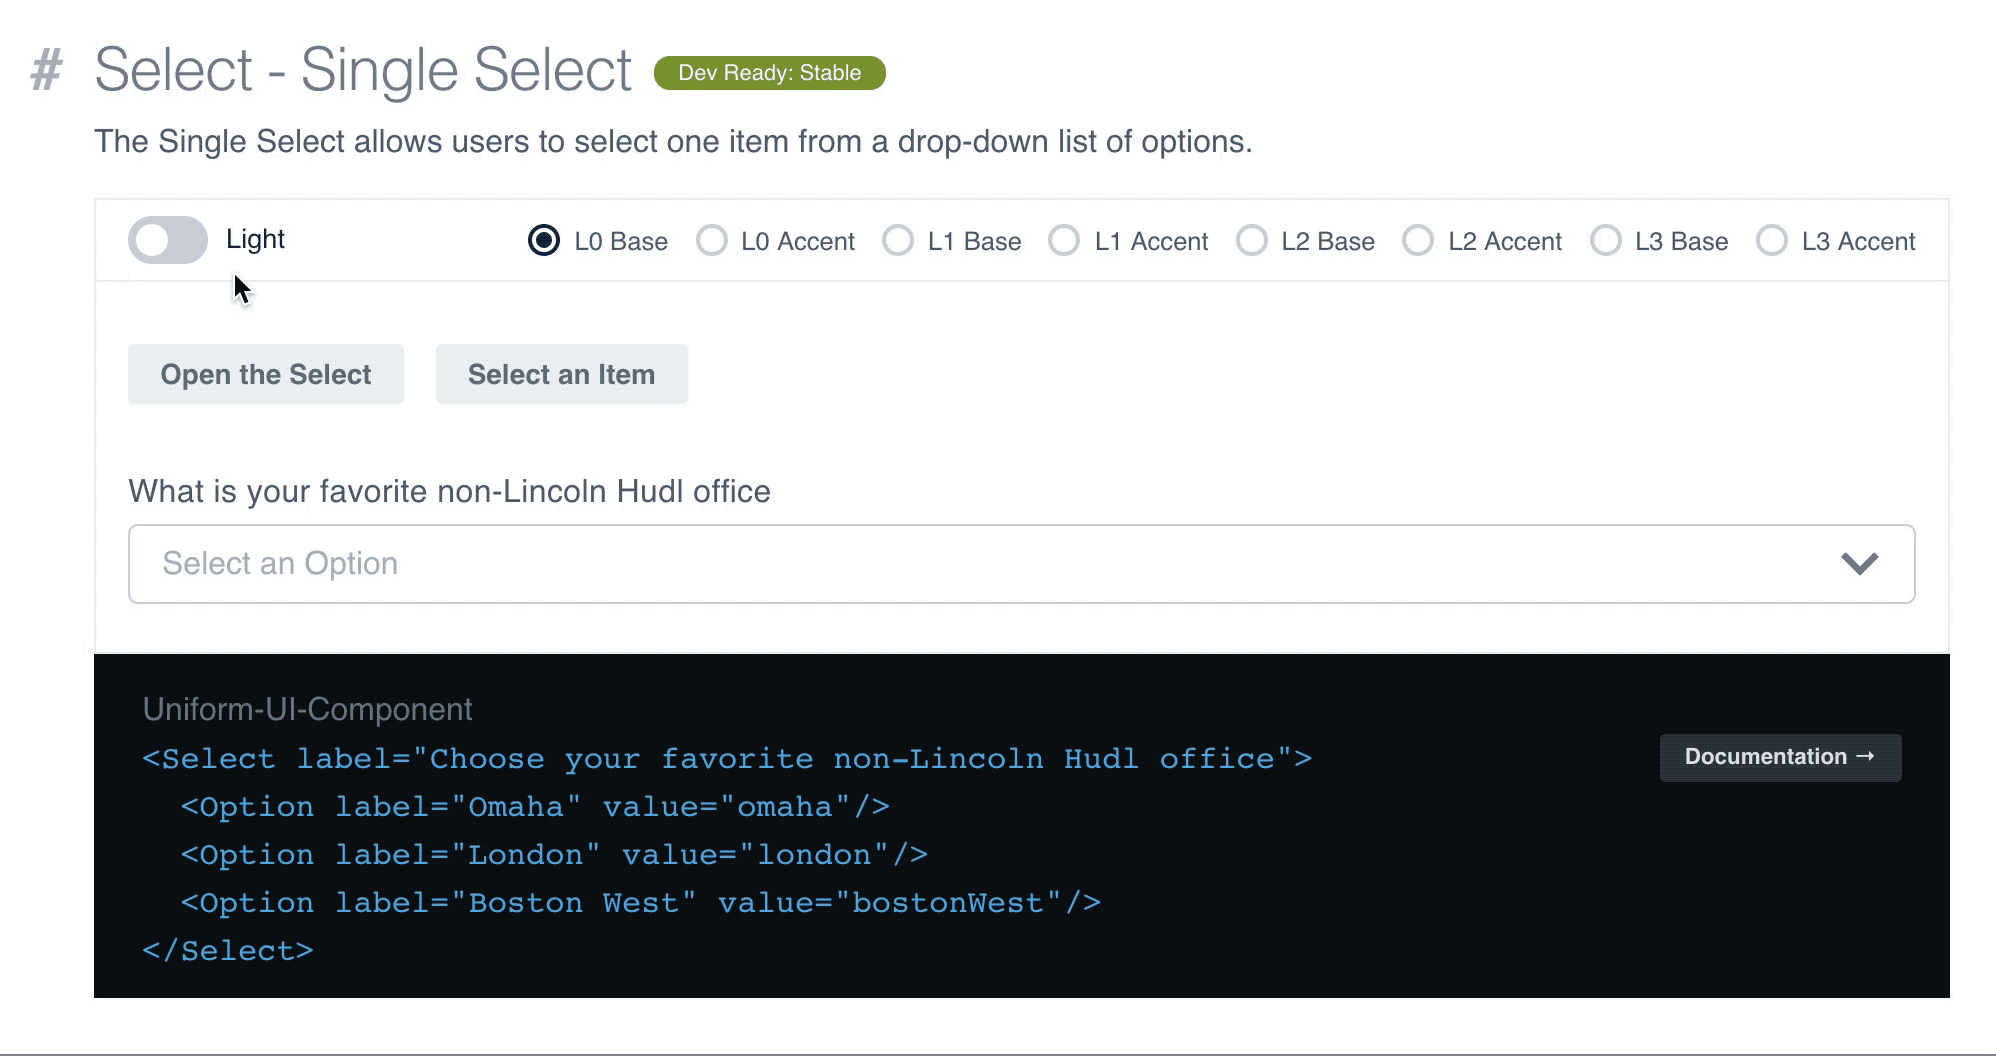 # Select - Single Select Dev Ready: Stable
The Single Select allows users to select one item from a drop-down list of options.
Light L0 Base L0 Accent L1 Base L1 Accent L2 Base L2 Accent L3 Base L3 Accent
Open the Select Select an Item
What is your favorite non-Lincoln Hudl office
Select an Option
Uniform-UI-Component
<Select label="Choose your favorite non-Lincoln Hudl office">
Documentation →
<Option label="Omaha" value="omaha"/>
<Option label="London" value="london"/>
<Option label="Boston West" value="bostonWest"/>
</Select>